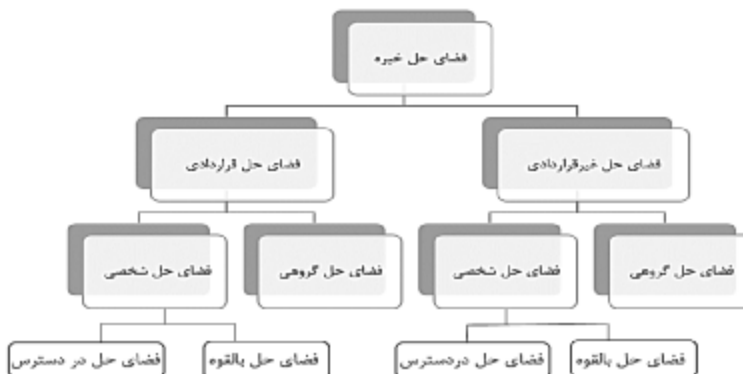 فضای حل خبره
فضای حل غیرقراردادی
فضای حل قراردادی
فضای حل گروهی
فضای حل شخصی
فضای حل گروهی
فضای حل شخصی
فضای حل بالقوه
فضای حل دردسترس
فضای حل بالقوه
فضای حل در دسترس